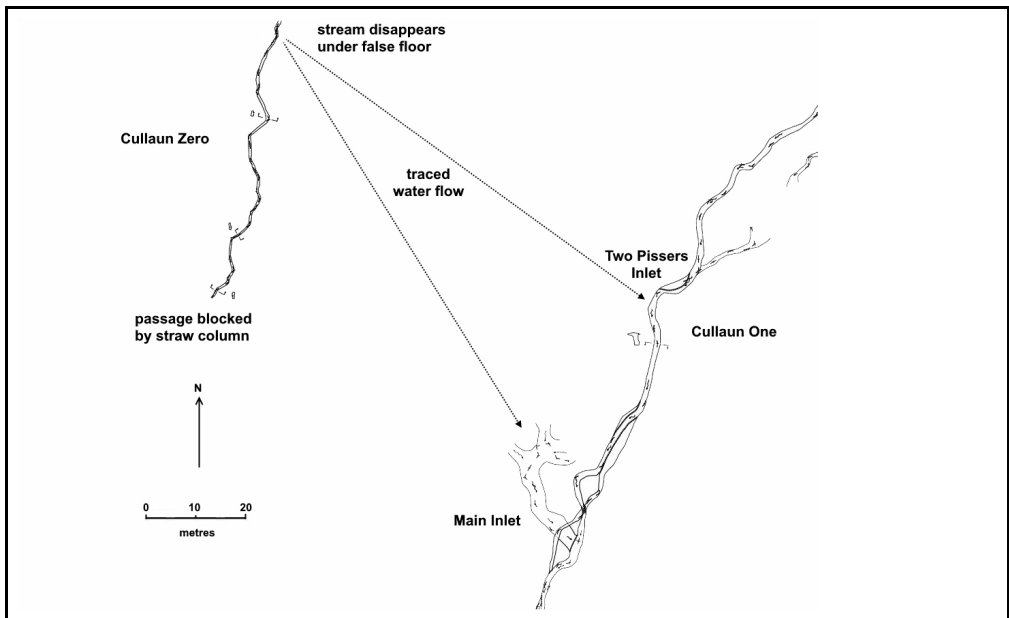 stream disappears
under false floor
Cullaun Zero
traced
water flow
Two Pissers
Inlet
Cullaun One
passage blocked
by straw column
N
0 10 20
metres
Main Inlet